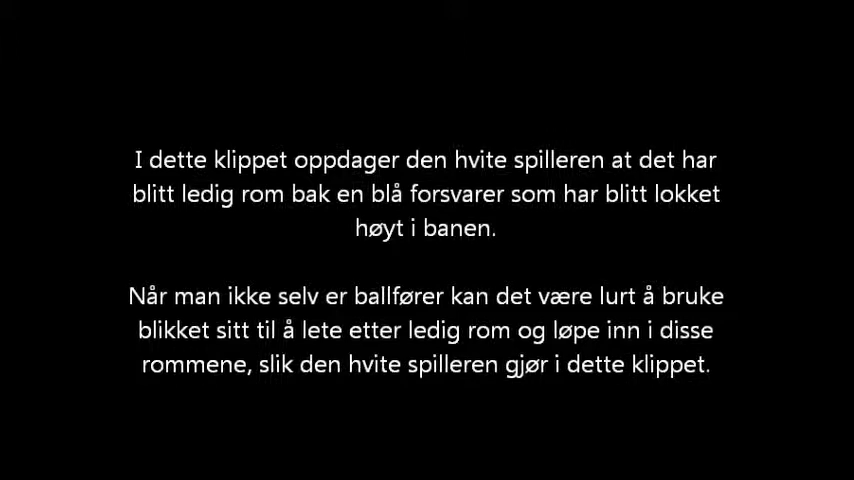 I dette klippet oppdager den hvite spilleren at det har
blitt ledig rom bak en blå forsvarer som har blitt lokket
høyt i banen.
Når man ikke selv er ballfører kan det være lurt å bruke
blikket sitt til å lete etter ledig rom og løpe inn i disse
rommene, slik den hvite spilleren gjør i dette klippet.